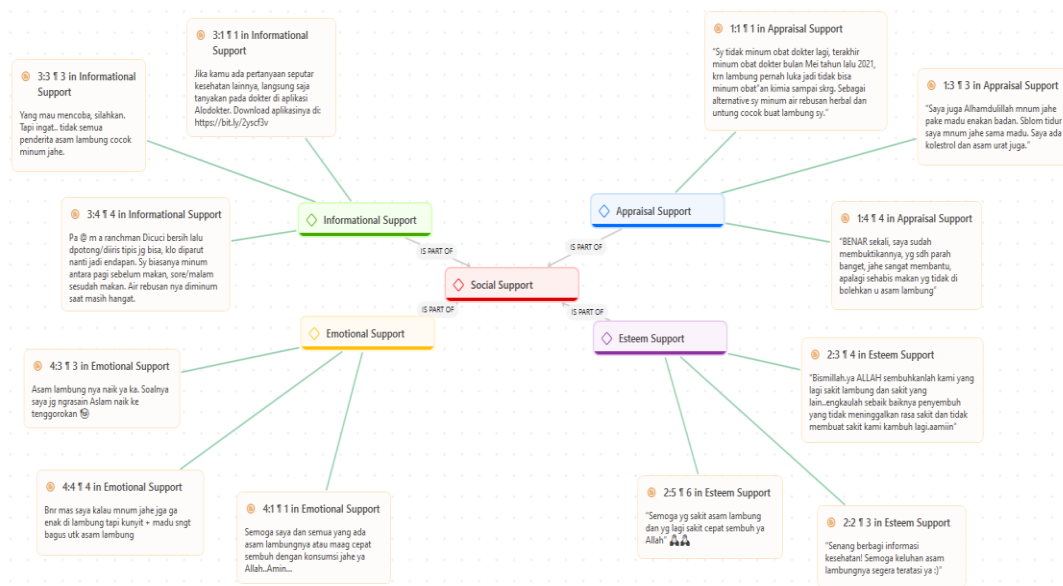 3:1 ¶ 1 in Informational
Support
Jika kamu ada pertanyaan seputar
kesehatan lainnya, langsung saja
tanyakan pada dokter di aplikasi
Alodokter. Download aplikasinya di:
https://bit.ly/2yscf3v
1:1 ¶ 1 in Appraisal Support
"Sy tidak minum obat dokter lagi, terakhir
minum obat dokter bulan Mei tahun lalu 2021,
krn lambung pernah luka jadi tidak bisa
minum obat"an kimia sampai skrg. Sebagai
alternative sy minum air rebusan herbal dan
untung cocok buat lambung sy."
3:3 ¶ 3 in Informational
Support
Yang mau mencoba, silahkan.
Tapi ingat.. tidak semua
penderita asam lambung cocok
minum jahe.
1:3 ¶ 3 in Appraisal Support
"Saya juga Alhamdulillah mnum jahe
pake madu enakan badan. Sblom tidur
saya mnum jahe sama madu. Saya ada
kolestrol dan asam urat juga."
3:4 ¶ 4 in Informational Support
Pa @ m a ranchman Dicuci bersih lalu
dpotong/diiris tipis jg bisa, klo diparut
nanti jadi endapan. Sy biasanya minum
antara pagi sebelum makan, sore/malam
sesudah makan. Air rebusan nya diminum
saat masih hangat.
Informational Support
Appraisal Support
1:4 ¶ 4 in Appraisal Support
"BENAR sekali, saya sudah
membuktikannya, yg sdh parah
banget, jahe sangat membantu,
apalagi sehabis makan yg tidak di
bolehkan u asam lambung"
IS PART OF
IS PART OF
Social Support
IS PART OF
IS PART OF
Emotional Support
Esteem Support
4:3 ¶ 3 in Emotional Support
Asam lambung nya naik ya ka. Soalnya
saya jg ngrasain Aslam naik ke
tenggorokan
2:3 ¶ 4 in Esteem Support
"Bismillah.ya ALLAH sembuhkanlah kami yang
lagi sakit lambung dan sakit yang
lain..engkaulah sebaik baiknya penyembuh
yang tidak meninggalkan rasa sakit dan tidak
membuat sakit kami kambuh lagi.aamiin"
4:4 ¶ 4 in Emotional Support
Bnr mas saya kalau mnum jahe jga ga
enak di lambung tapi kunyit + madu sngt
bagus utk asam lambung
4:1 ¶ 1 in Emotional Support
Semoga saya dan semua yang ada
asam lambungnya atau maag cepat
sembuh dengan konsumsi jahe ya
Allah..Amin...
2:5 ¶ 6 in Esteem Support
"Semoga yg sakit asam lambung
dan yg lagi sakit cepat sembuh ya
Allah"
2:2 ¶ 3 in Esteem Support
"Senang berbagi informasi
kesehatan! Semoga keluhan asam
lambungnya segera teratasi ya :)"